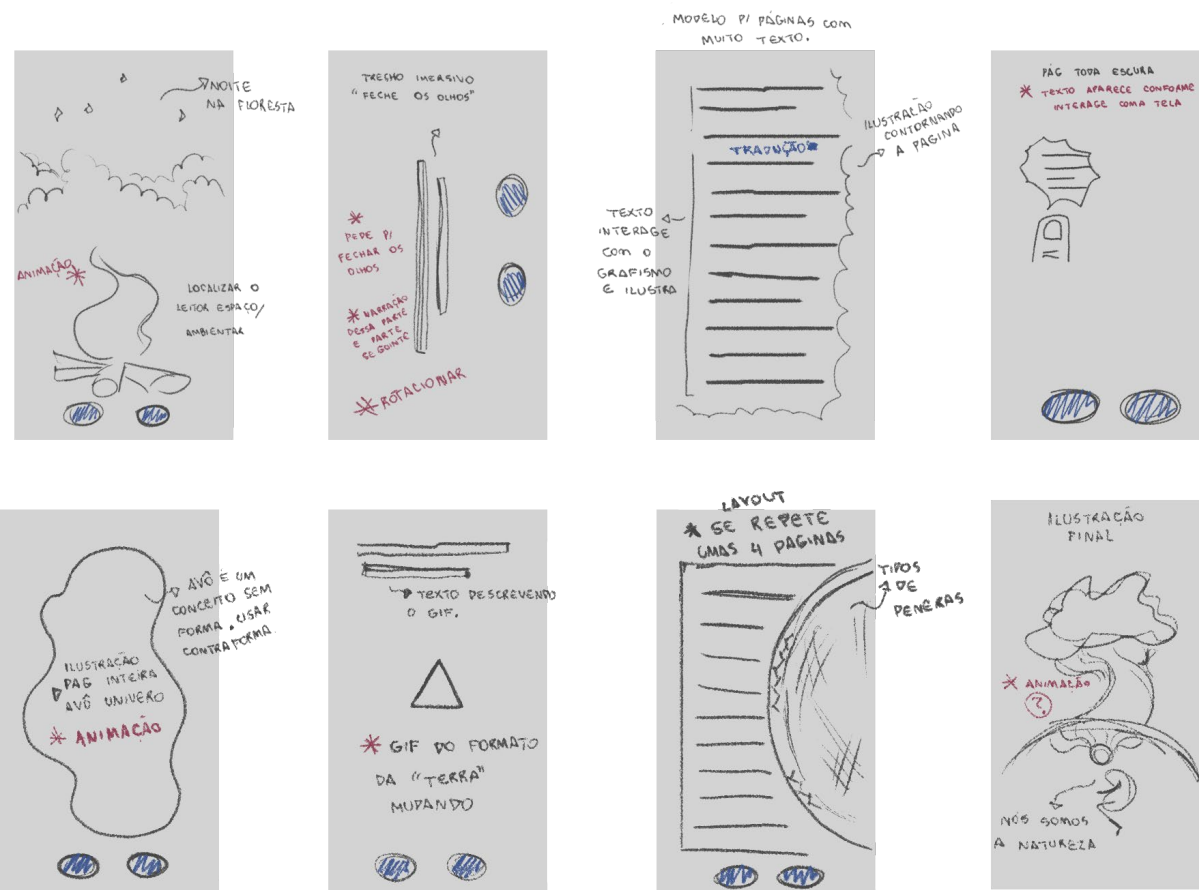 NOITE
NA FLORESTA
ANIMAÇÃO
LOCALIZAR O
LEITOR ESPAÇO/
AMBIENTAR
TRECHO IMERSIVO
"FECHE OS OLHOS"
PEDE P/
FECHAR OS
OLHOS
NARRAÇÃO
DESSA PARTE
E PARTE
SEGUINTE
ROTACIONAR
MODELO P/ PÁGINAS COM
MUITO TEXTO.
TRADUÇÃO
ILUSTRAÇÃO
CONTORNANDO
A PAGINA
TEXTO
INTERAGE
COM O
GRAFISMO
E ILUSTRA
PÁG TODA ESCURA
TEXTO APARECE CONFORME
INTERAGE COM A TELA
AVÔ É UM
CONCEITO SEM
FORMA. USAR
CONTRAFORMA.
ILUSTRAÇÃO
PAG INTEIRA
AVÔ UNIVERO
ANIMAÇÃO
TEXTO DESCREVENDO
O GIF.
GIF DO FORMATO
DA "TERRA"
MUDANDO
LAYOUT
SE REPETE
UMAS 4 PAGINAS
TIPOS
DE
PENERAS
ILUSTRAÇÃO
FINAL
ANIMAÇÃO
?
NÓS SOMOS
A NATUREZA